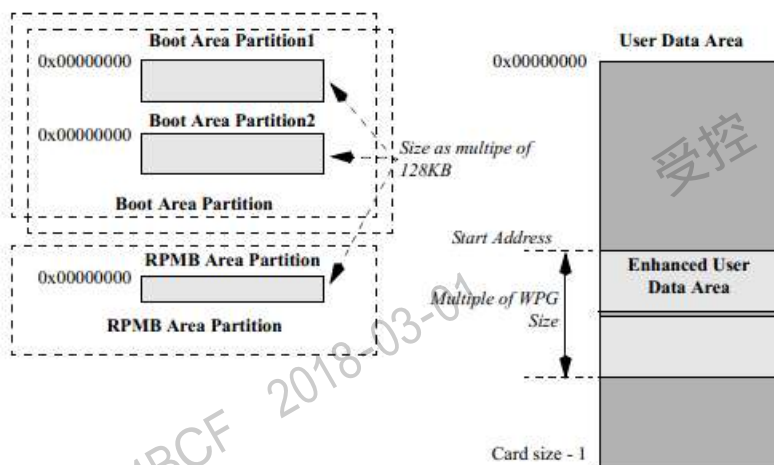 Boot Area Partition1
0x00000000
Boot Area Partition2
0x00000000
Boot Area Partition
Size as multipe of
128KB
RPMB Area Partition
0x00000000
RPMB Area Partition
User Data Area
0x00000000
Start Address
Multiple of WPG
Size
Enhanced User
Data Area
Card size - 1
受控
2018-03-01